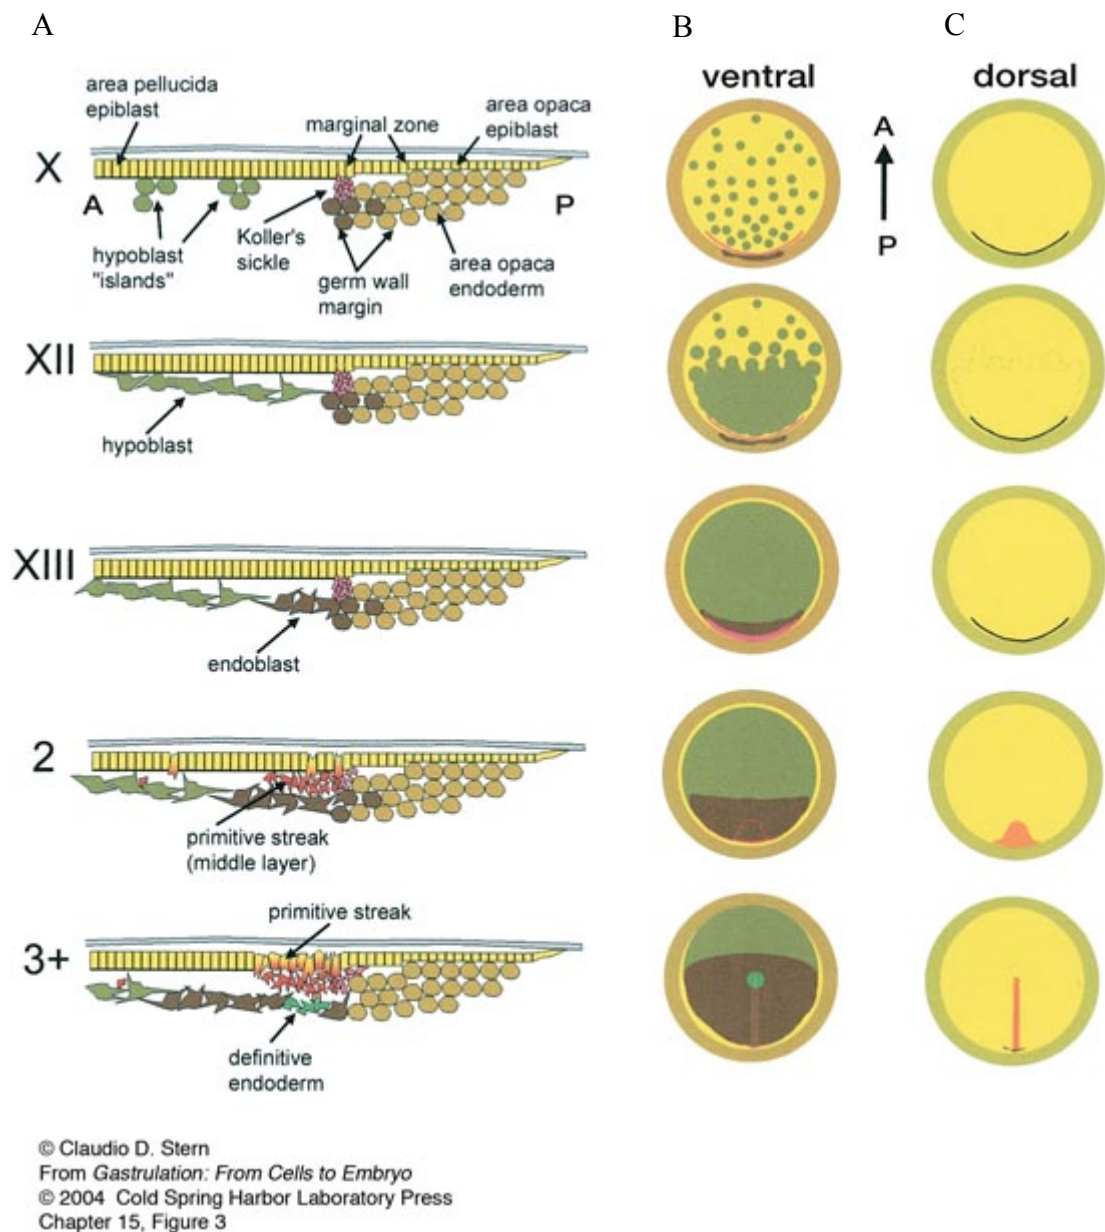 A
B
C
ventral
dorsal
area pellucida
epiblast
marginal zone
area opaca
epiblast
X
A
P
hypoblast
"islands"
Koller's
sickle
germ wall
margin
area opaca
endoderm
A
P
XII
hypoblast
XIII
endoblast
2
primitive streak
(middle layer)
3+
primitive streak
definitive
endoderm
© Claudio D. Stern
From Gastrulation: From Cells to Embryo
© 2004 Cold Spring Harbor Laboratory Press
Chapter 15, Figure 3